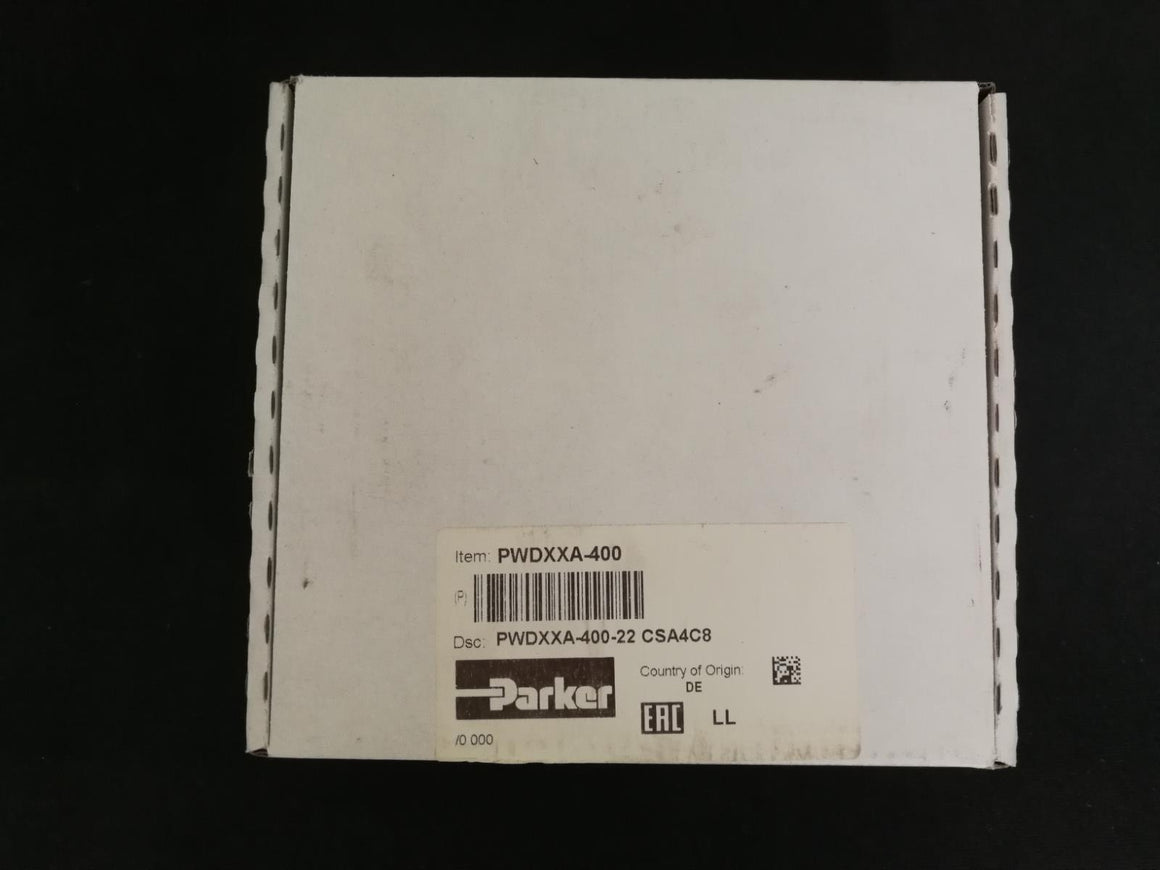 Item: PWDXXA-400
(P)
Dsc: PWDXXA-400-22 CSA4C8
Parker
Country of Origin:
DE
EAC
LL
/0 000